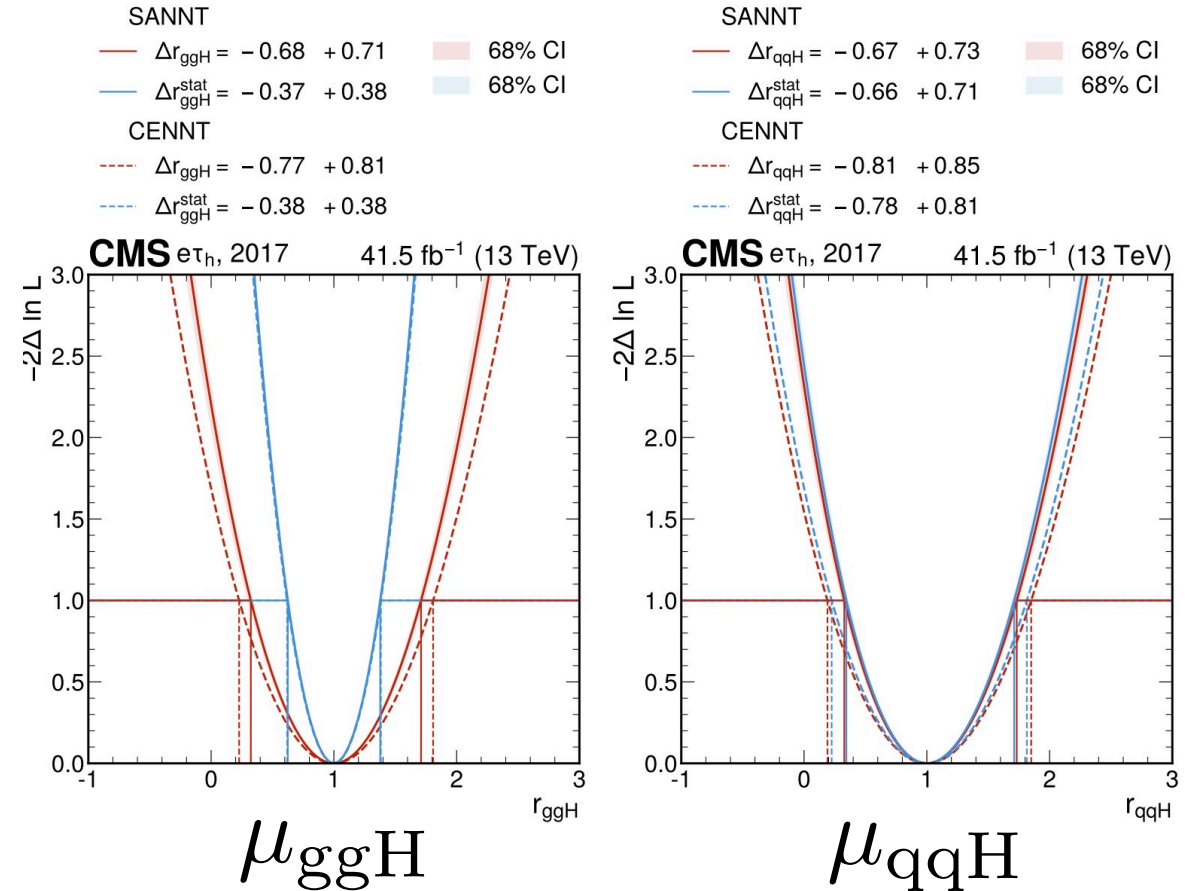 SANNT
Δr_ggH = −0.68 +0.71 68% CI
Δr^stat_ggH = −0.37 +0.38 68% CI
CENNT
Δr_ggH = −0.77 +0.81
Δr^stat_ggH = −0.38 +0.38
CMS eτ_h, 2017 41.5 fb⁻¹ (13 TeV)
−2Δ ln L
3.0
2.5
2.0
1.5
1.0
0.5
0.0
-1 0 1 2 3
r_ggH
μ_ggH
SANNT
Δr_qqH = −0.67 +0.73 68% CI
Δr^stat_qqH = −0.66 +0.71 68% CI
CENNT
Δr_qqH = −0.81 +0.85
Δr^stat_qqH = −0.78 +0.81
CMS eτ_h, 2017 41.5 fb⁻¹ (13 TeV)
−2Δ ln L
3.0
2.5
2.0
1.5
1.0
0.5
0.0
-1 0 1 2 3
r_qqH
μ_qqH